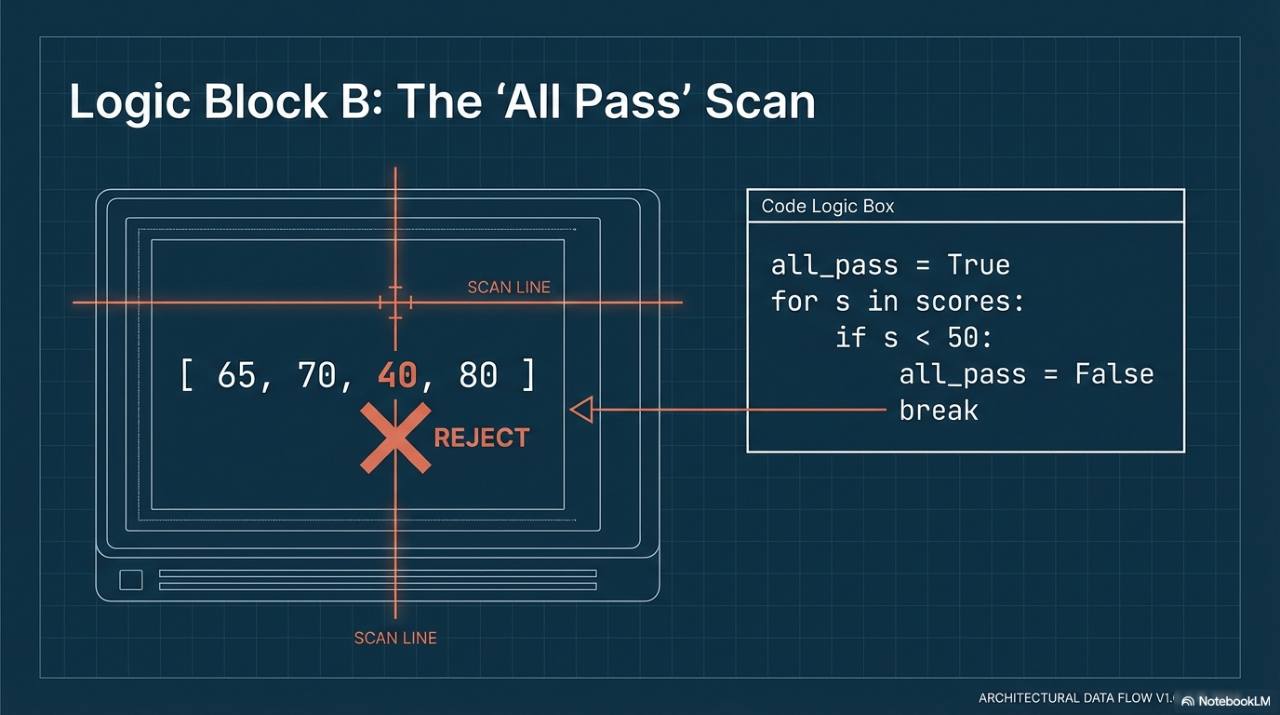 Logic Block B: The ‘All Pass’ Scan
SCAN LINE
[ 65, 70, 40, 80 ]
REJECT
SCAN LINE
Code Logic Box
all_pass = True
for s in scores:
    if s < 50:
        all_pass = False
        break
ARCHITECTURAL DATA FLOW
NotebookLM